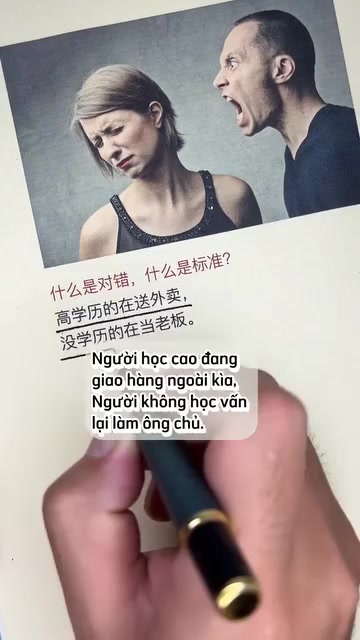 什么是对错，什么是标准？
高学历的在送外卖，
没学历的在当老板。
Người học cao đang
giao hàng ngoài kìa,
Người không học vấn
lại làm ông chủ.